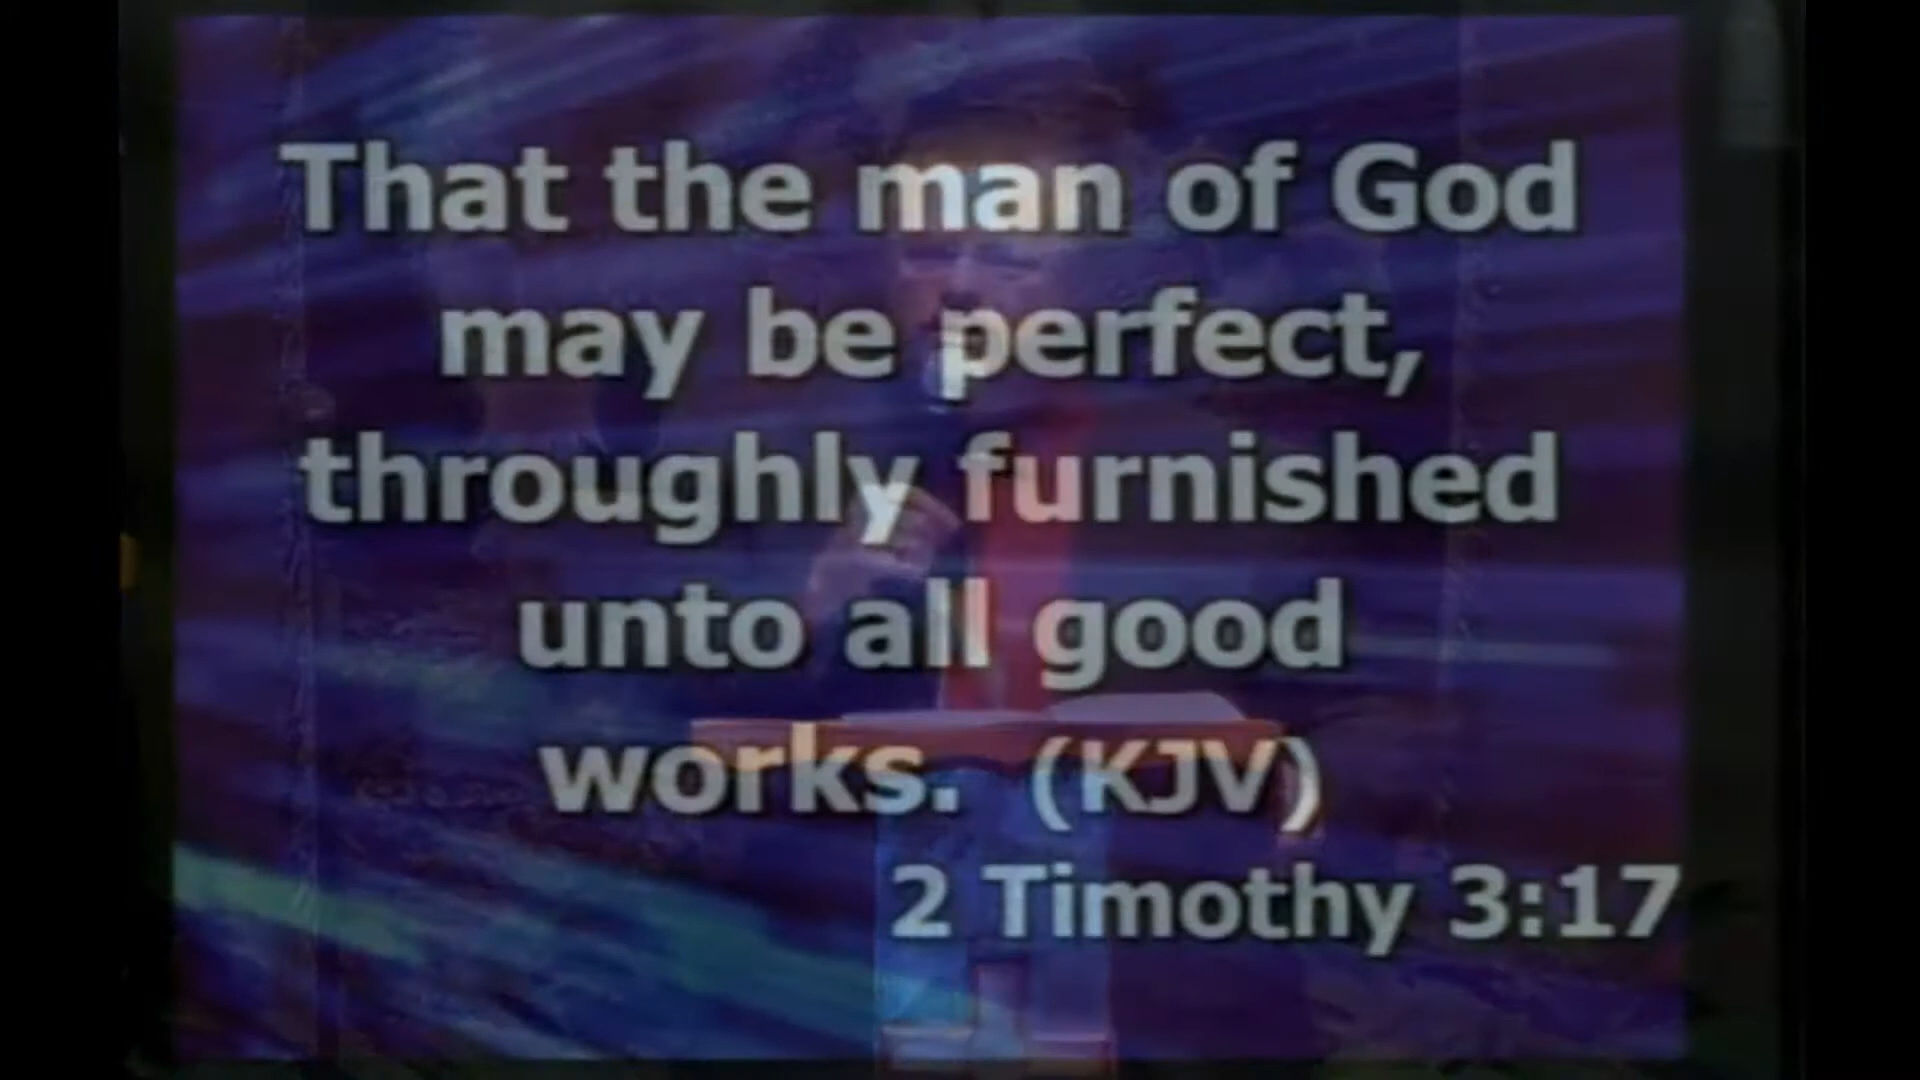 That the man of God
may be perfect,
throughly furnished
unto all good
works. (KJV)
2 Timothy 3:17